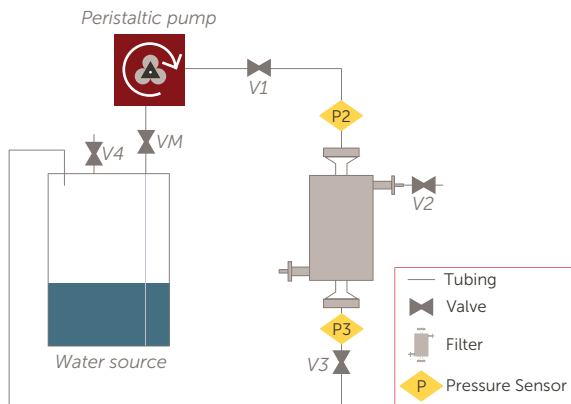 Peristaltic pump
V1
P2
V4
VM
V2
P3
V3
Water source
Tubing
Valve
Filter
P
Pressure Sensor